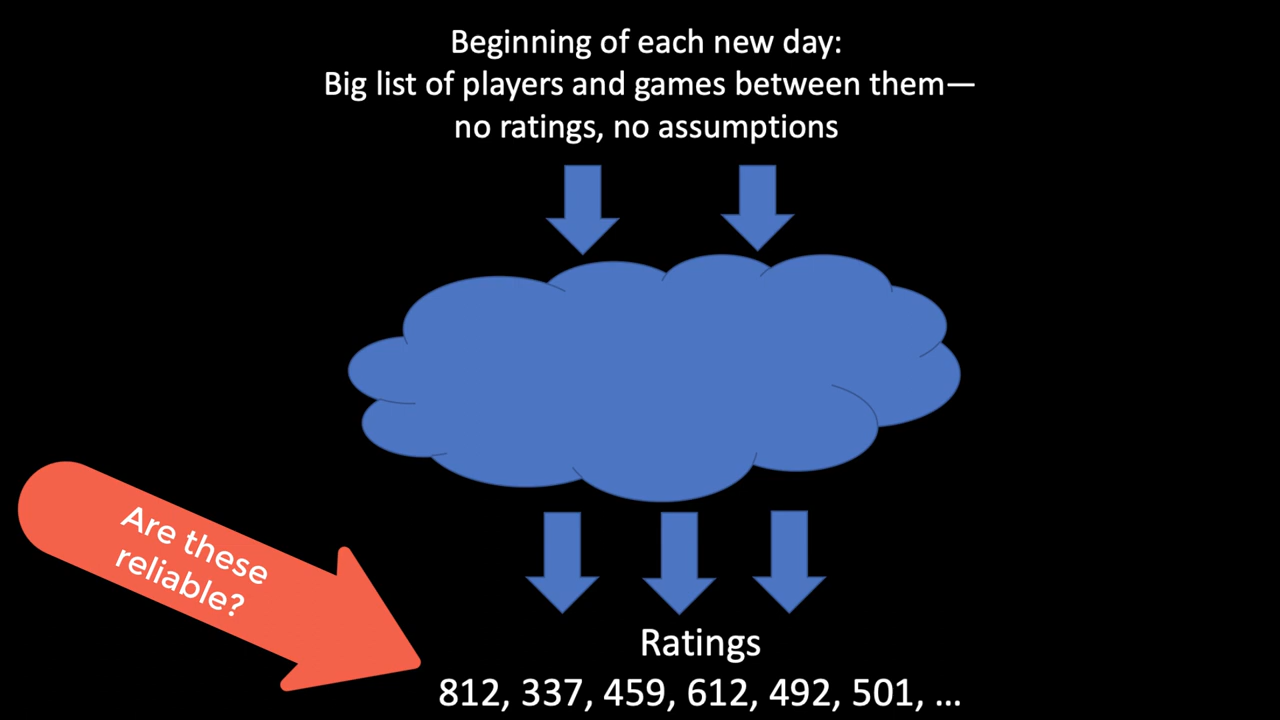 Beginning of each new day:
Big list of players and games between them—
no ratings, no assumptions
Are these
reliable?
Ratings
812, 337, 459, 612, 492, 501, ...